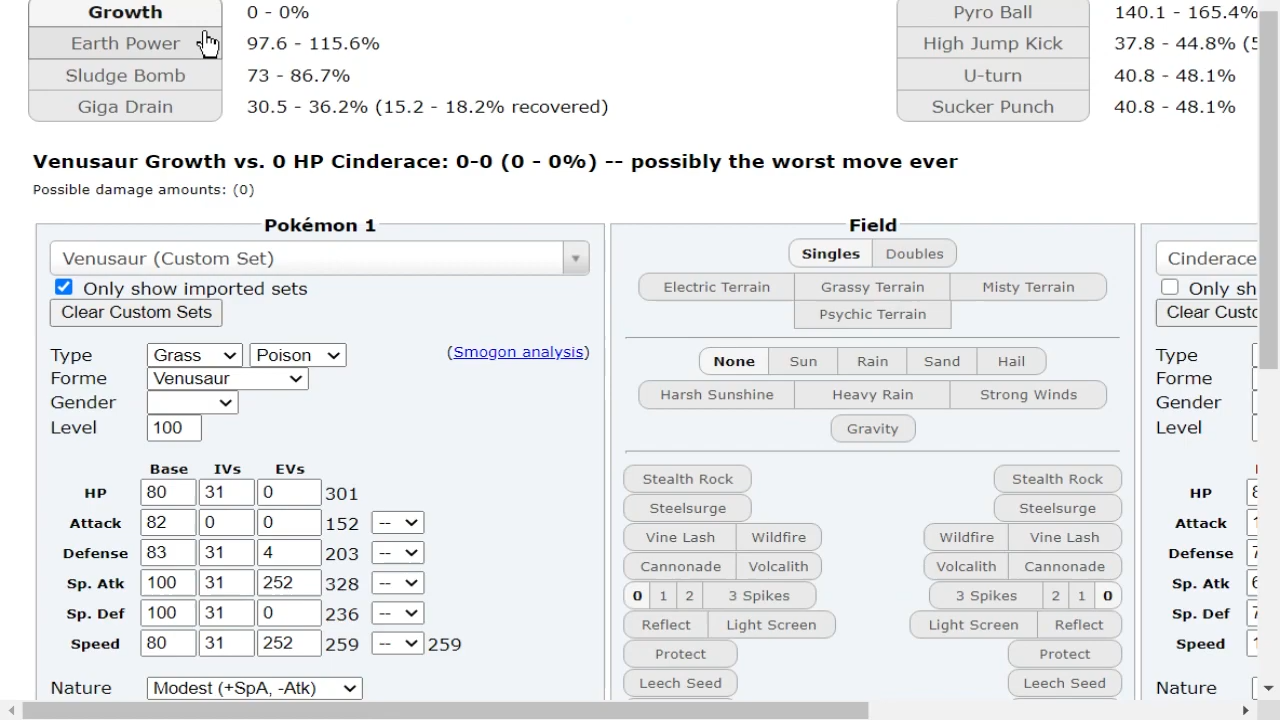 Growth 0 - 0% Pyro Ball 140.1 - 165.4%
Earth Power 97.6 - 115.6% High Jump Kick 37.8 - 44.8% (5
Sludge Bomb 73 - 86.7% U-turn 40.8 - 48.1%
Giga Drain 30.5 - 36.2% (15.2 - 18.2% recovered) Sucker Punch 40.8 - 48.1%
Venusaur Growth vs. 0 HP Cinderace: 0-0 (0 - 0%) -- possibly the worst move ever
Possible damage amounts: (0)
Pokémon 1
Venusaur (Custom Set)
Only show imported sets
Clear Custom Sets
Type Grass Poison (Smogon analysis)
Forme Venusaur
Gender
Level 100
Base IVs EVs
HP 80 31 0 301
Attack 82 0 0 152 --
Defense 83 31 4 203 --
Sp. Atk 100 31 252 328 --
Sp. Def 100 31 0 236 --
Speed 80 31 252 259 -- 259
Nature Modest (+SpA, -Atk)
Field
Singles Doubles
Electric Terrain Grassy Terrain Misty Terrain
Psychic Terrain
None Sun Rain Sand Hail
Harsh Sunshine Heavy Rain Strong Winds
Gravity
Stealth Rock Stealth Rock
Steelsurge Steelsurge
Vine Lash Wildfire Wildfire Vine Lash
Cannonade Volcalith Volcalith Cannonade
0 1 2 3 Spikes 3 Spikes 2 1 0
Reflect Light Screen Light Screen Reflect
Protect Protect
Leech Seed Leech Seed
Cinderace
Only sh
Clear Custo
Type
Forme
Gender
Level
HP
Attack
Defense
Sp. Atk
Sp. Def
Speed
Nature